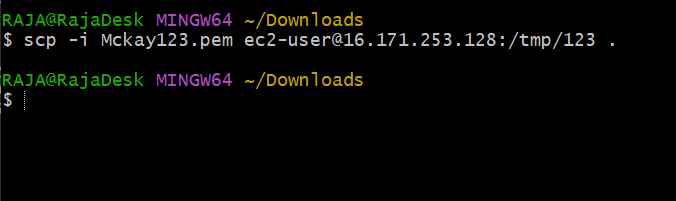 RAJA@RajaDesk MINGW64 ~/Downloads
$ scp -i Mckay123.pem ec2-user@16.171.253.128:/tmp/123 .
RAJA@RajaDesk MINGW64 ~/Downloads
$